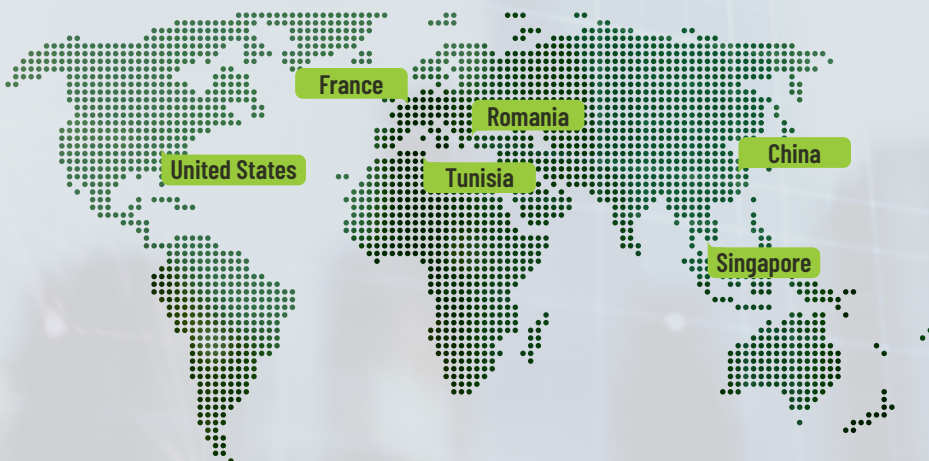 France
Romania
China
United States
Tunisia
Singapore